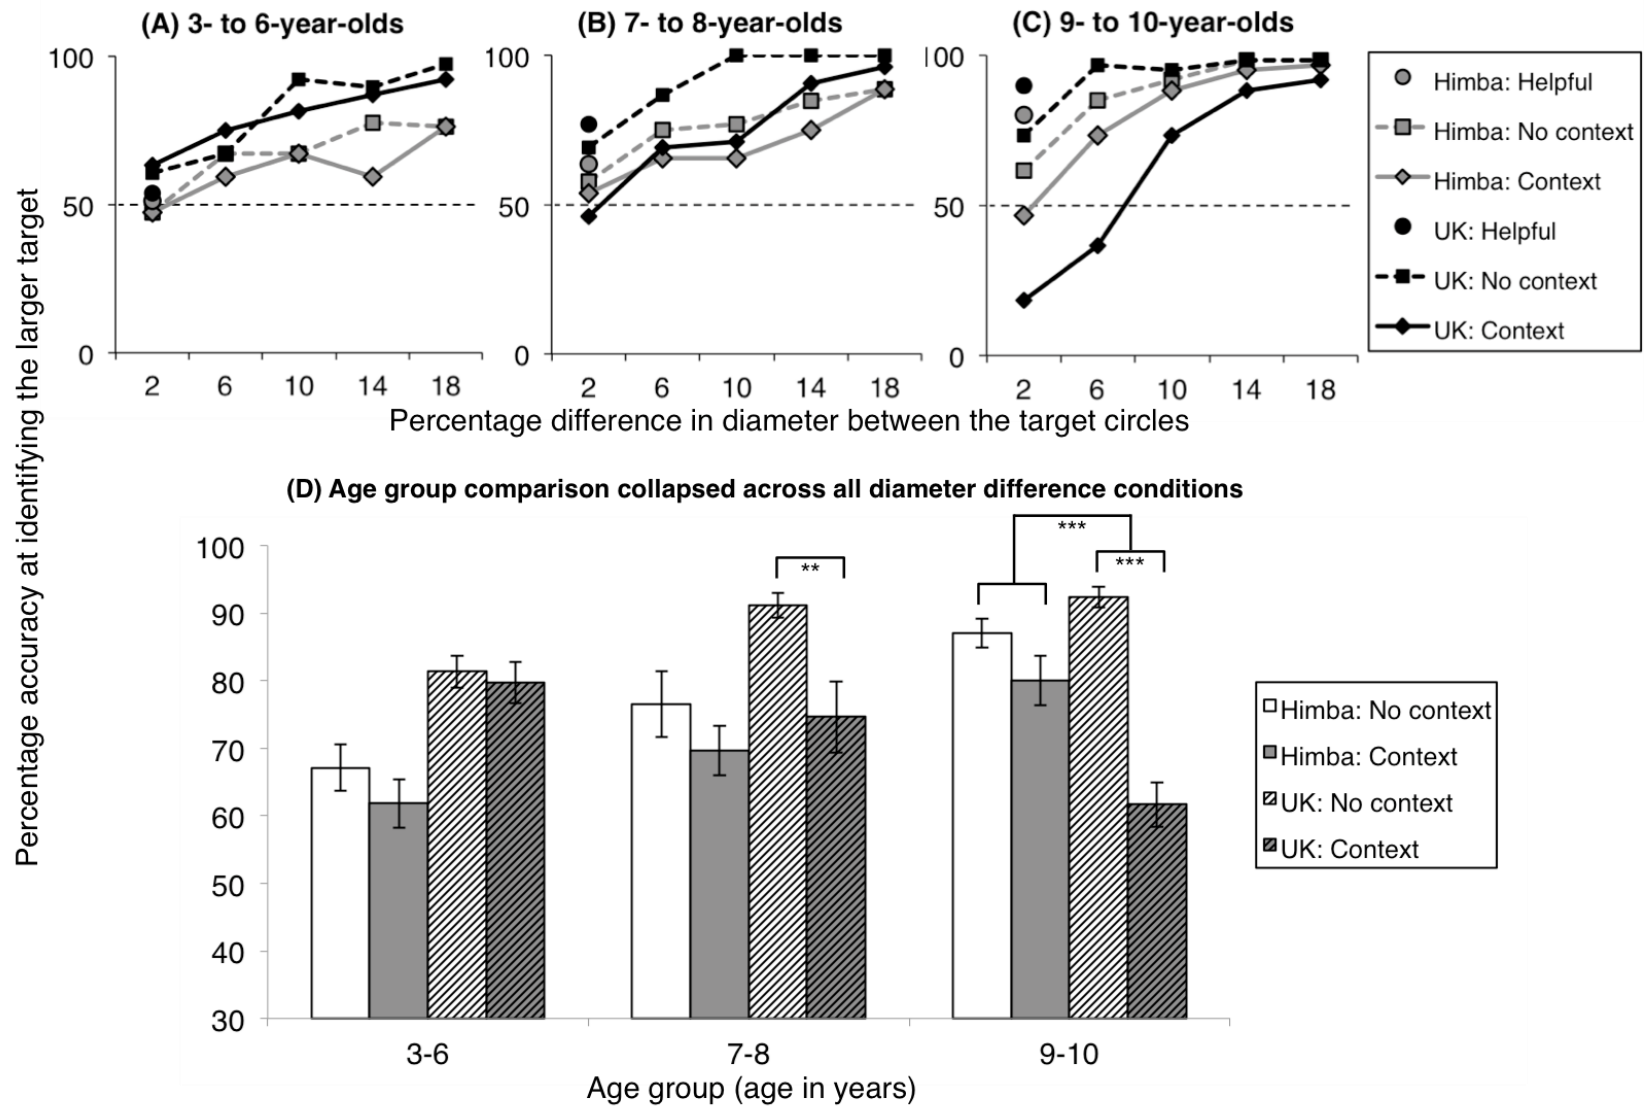 (A) 3- to 6-year-olds
(B) 7- to 8-year-olds
(C) 9- to 10-year-olds
100
50
0
2 6 10 14 18
100
50
0
2 6 10 14 18
100
50
0
2 6 10 14 18
Himba: Helpful
Himba: No context
Himba: Context
UK: Helpful
UK: No context
UK: Context
Percentage difference in diameter between the target circles
Percentage accuracy at identifying the larger target
(D) Age group comparison collapsed across all diameter difference conditions
100
90
80
70
60
50
40
30
**
***
***
3-6 7-8 9-10
Age group (age in years)
Himba: No context
Himba: Context
UK: No context
UK: Context